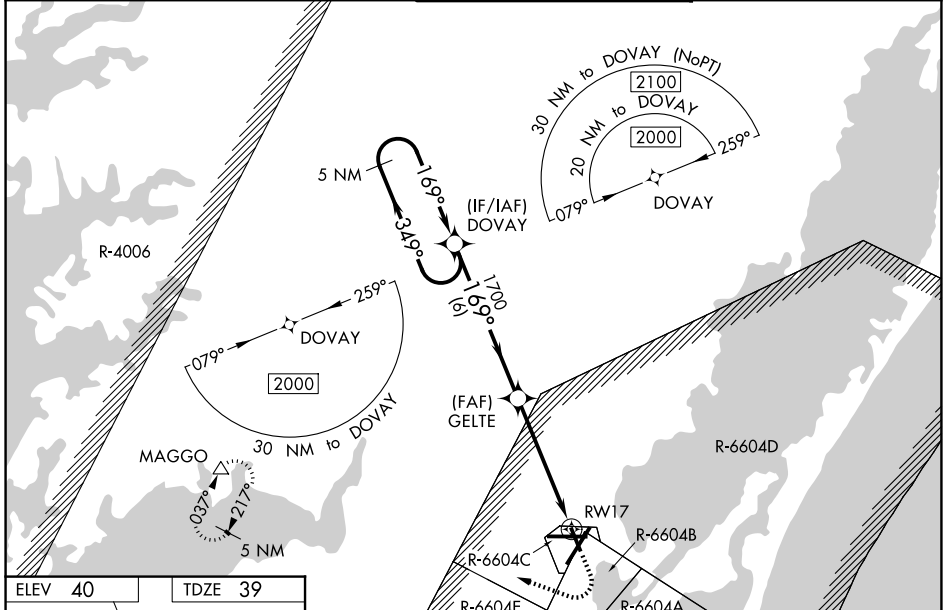 30 NM to DOVAY (NoPT)
2100
20 NM to DOVAY
2000
259°
079°
DOVAY
5 NM
169°
349°
(IF/IAF)
DOVAY
R-4006
1700
169°
(6)
259°
079°
DOVAY
2000
30 NM to DOVAY
(FAF)
GELTE
R-6604D
MAGGO
037°
217°
5 NM
RW17
R-6604B
R-6604C
ELEV 40
TDZE 39
R-6604E
R-6604A